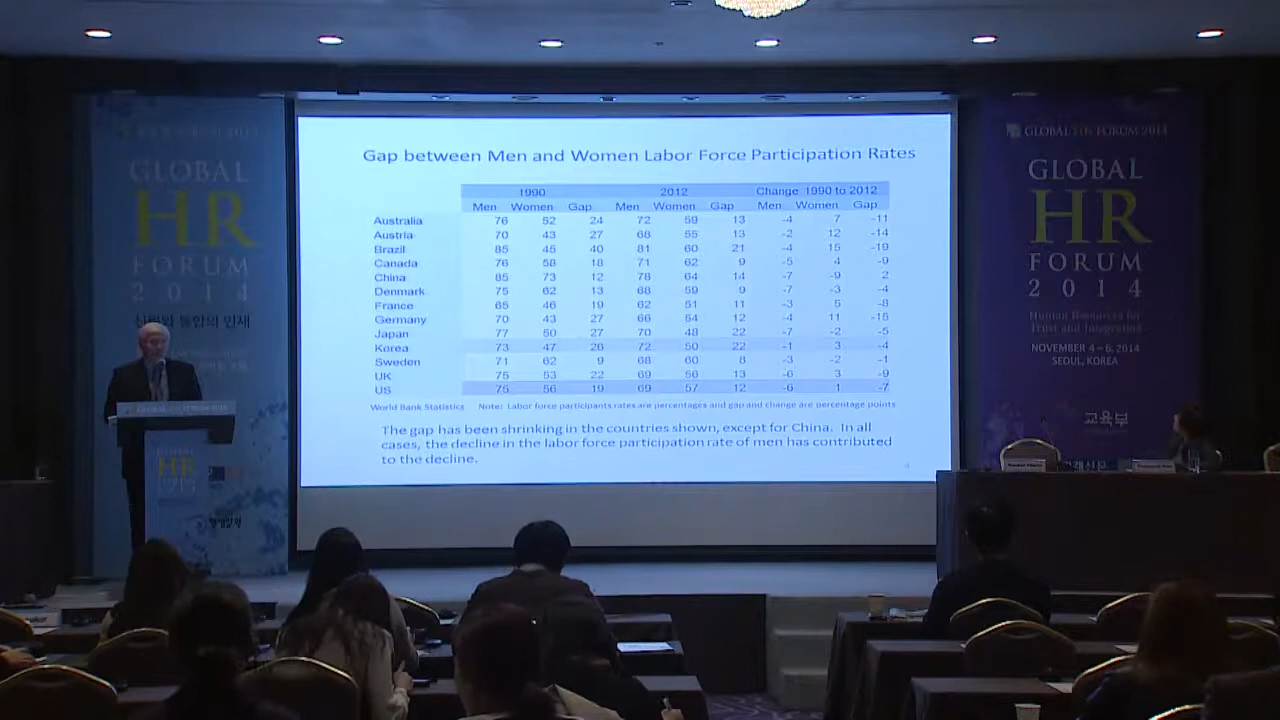 GLOBAL
HR
FORUM
2014
Gap between Men and Women Labor Force Participation Rates
1990 2012 Change 1990 to 2012
Men Women Gap Men Women Gap Men Women Gap
Australia 76 52 24 72 59 13 -4 7 -11
Austria 70 43 27 68 55 13 -2 12 -14
Brazil 85 45 40 81 60 21 -4 15 -19
Canada 76 58 18 71 62 9 -5 4 -9
China 85 73 12 78 64 14 -7 -9 2
Denmark 75 62 13 68 59 9 -7 -3 -4
France 65 46 19 62 51 11 -3 5 -8
Germany 70 43 27 66 54 12 -4 11 -15
Japan 77 50 27 70 48 22 -7 -2 -5
Korea 73 47 26 72 50 22 -1 3 -4
Sweden 71 62 9 68 60 8 -3 -2 -1
UK 75 53 22 69 56 13 -6 3 -9
US 75 56 19 69 57 12 -6 1 -7
World Bank Statistics Note: Labor force participants rates are percentages and gap and change are percentage points
The gap has been shrinking in the countries shown, except for China. In all
cases, the decline in the labor force participation rate of men has contributed
to the decline.
4
GLOBAL HR FORUM 2014
GLOBAL
HR
FORUM
2014
Human Resources for
Trust and Integration
NOVEMBER 4-6, 2014
SEOUL, KOREA
교육부
GLOBAL HR FORUM 2014
GLOBAL
HR